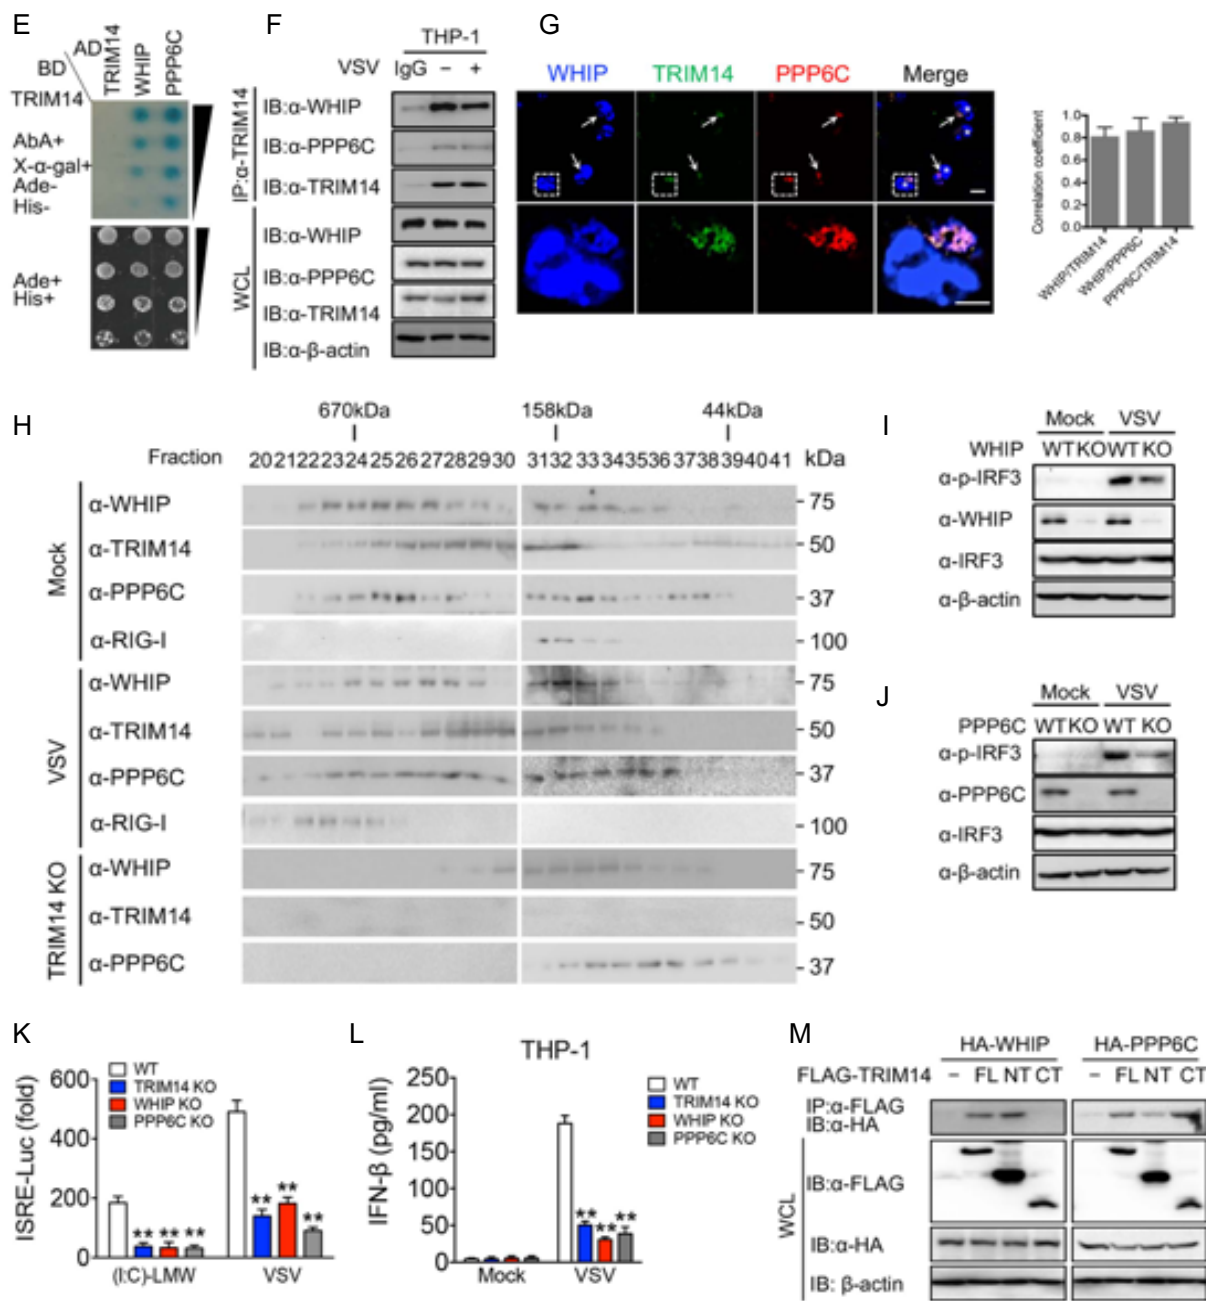 E
AD
BD
TRIM14
WHIP
PPP6C
TRIM14
AbA+
X-α-gal+
Ade-
His-
Ade+
His+
F
THP-1
VSV IgG − +
IP:α-TRIM14
IB:α-WHIP
IB:α-PPP6C
IB:α-TRIM14
WCL
IB:α-WHIP
IB:α-PPP6C
IB:α-TRIM14
IB:α-β-actin
G
WHIP TRIM14 PPP6C Merge
Correlation coefficient
1.0
0.8
0.6
0.4
0.2
0.0
WHIP/TRIM14
WHIP/PPP6C
PPP6C/TRIM14
H
670kDa 158kDa 44kDa
Fraction 20 21 22 23 24 25 26 27 28 29 30 31 32 33 34 35 36 37 38 39 40 41 kDa
Mock
α-WHIP 75
α-TRIM14 50
α-PPP6C 37
α-RIG-I 100
VSV
α-WHIP 75
α-TRIM14 50
α-PPP6C 37
α-RIG-I 100
TRIM14 KO
α-WHIP 75
α-TRIM14 50
α-PPP6C 37
I
Mock VSV
WHIP WT KO WT KO
α-p-IRF3
α-WHIP
α-IRF3
α-β-actin
J
Mock VSV
PPP6C WT KO WT KO
α-p-IRF3
α-PPP6C
α-IRF3
α-β-actin
K
WT
TRIM14 KO
WHIP KO
PPP6C KO
ISRE-Luc (fold)
600
400
200
0
** ** **
** ** **
(I:C)-LMW VSV
L
THP-1
WT
TRIM14 KO
WHIP KO
PPP6C KO
IFN-β (pg/ml)
250
200
150
100
50
0
** ** **
Mock VSV
M
HA-WHIP HA-PPP6C
FLAG-TRIM14 − FL NT CT − FL NT CT
IP:α-FLAG
IB:α-HA
WCL
IB:α-FLAG
IB:α-HA
IB: β-actin